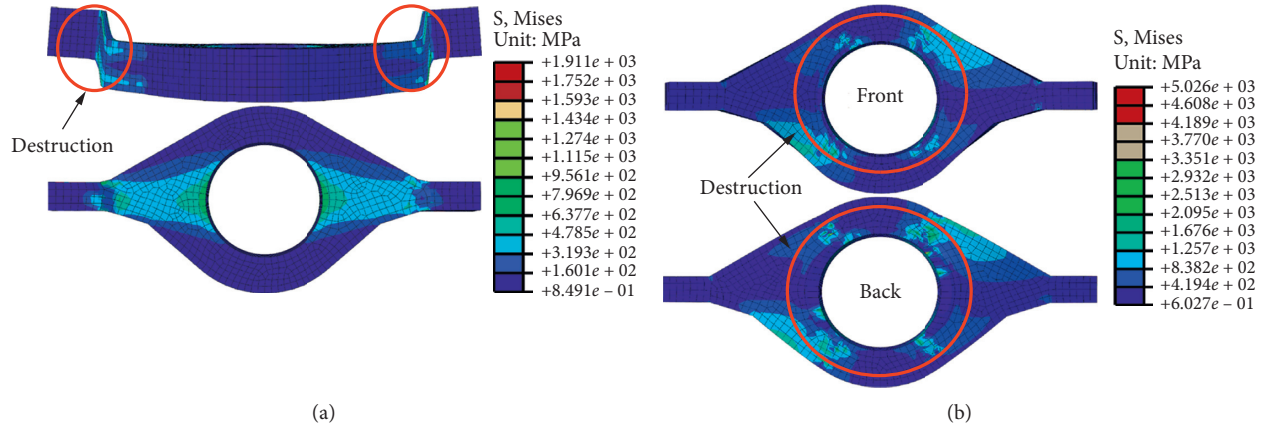 S, Mises
Unit: MPa
+1.911e + 03
+1.752e + 03
+1.593e + 03
+1.434e + 03
+1.274e + 03
+1.115e + 03
+9.561e + 02
+7.969e + 02
+6.377e + 02
+4.785e + 02
+3.193e + 02
+1.601e + 02
+8.491e – 01
Destruction
(a)
S, Mises
Unit: MPa
+5.026e + 03
+4.608e + 03
+4.189e + 03
+3.770e + 03
+3.351e + 03
+2.932e + 03
+2.513e + 03
+2.095e + 03
+1.676e + 03
+1.257e + 03
+8.382e + 02
+4.194e + 02
+6.027e – 01
Front
Destruction
Back
(b)